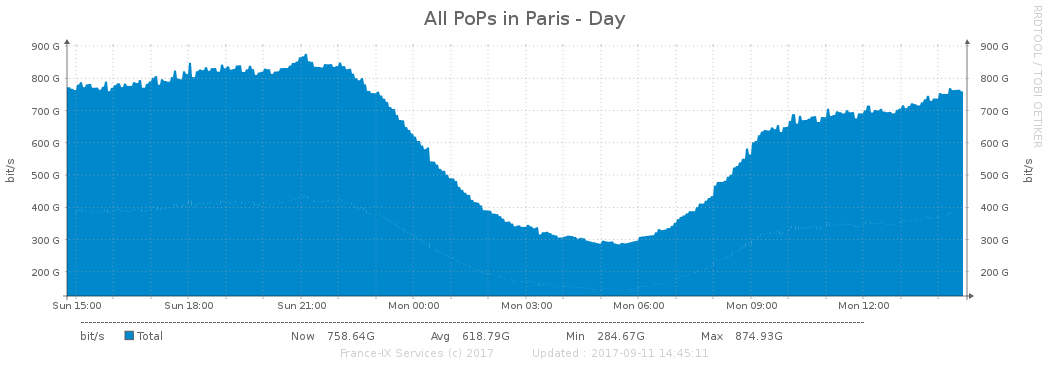 All PoPs in Paris - Day
RRDTOOL / TOBI OETIKER
900 G 900 G
800 G 800 G
700 G 700 G
600 G 600 G
500 G 500 G
400 G 400 G
300 G 300 G
200 G 200 G
bit/s bit/s
Sun 15:00 Sun 18:00 Sun 21:00 Mon 00:00 Mon 03:00 Mon 06:00 Mon 09:00 Mon 12:00
bit/s Total Now 758.64G Avg 618.79G Min 284.67G Max 874.93G
France-IX Services (c) 2017 Updated : 2017-09-11 14:45:11